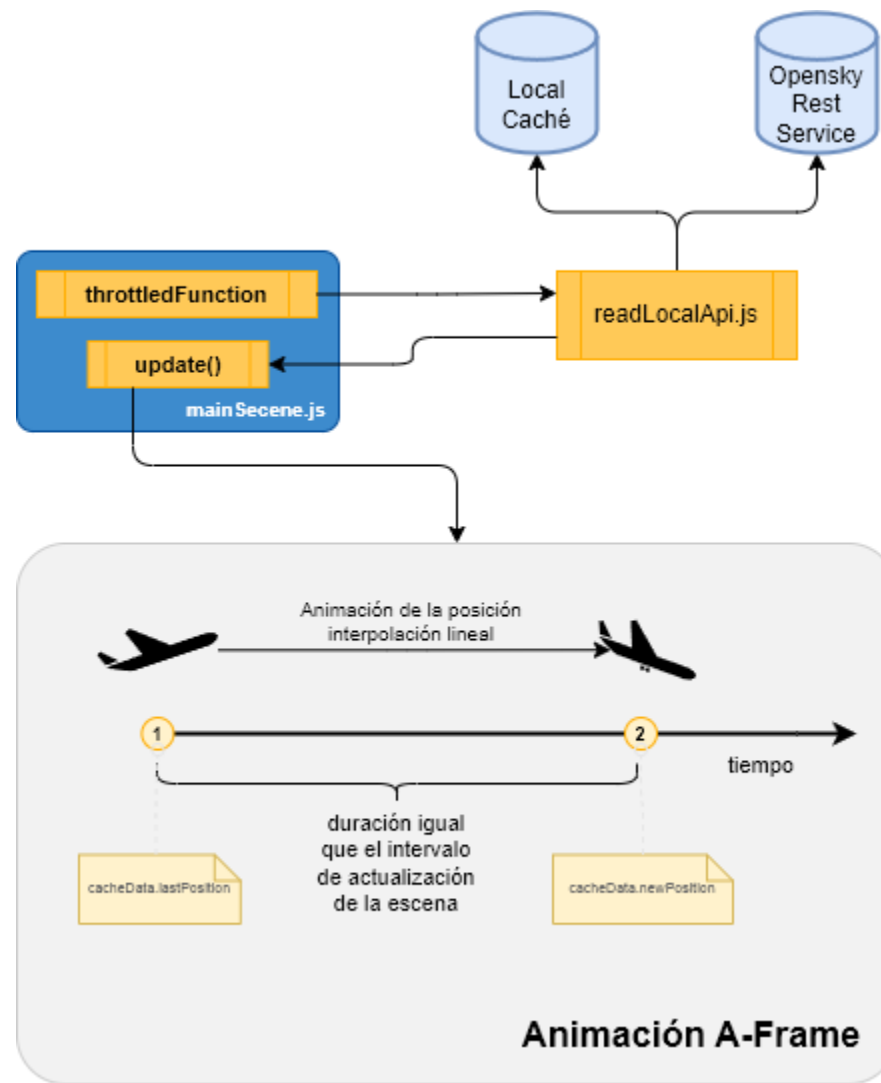 Local
Caché
Opensky
Rest
Service
throttledFunction
readLocalApi.js
update()
mainSecene.js
Animación de la posición
interpolación lineal
1
2
tiempo
duración igual
que el intervalo
de actualización
de la escena
cacheData.lastPosition
cacheData.newPosition
Animación A-Frame